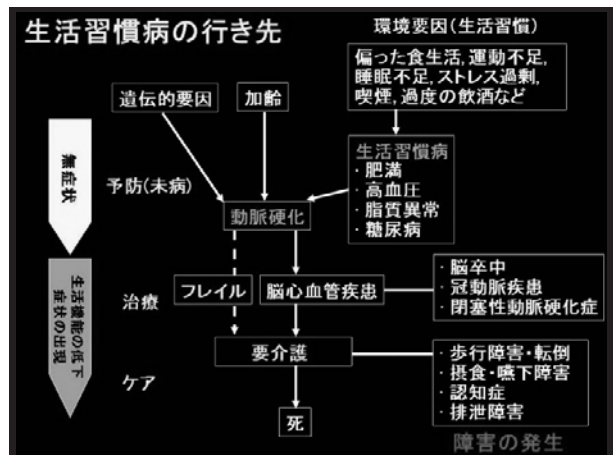 生活習慣病の行き先
環境要因(生活習慣)
偏った食生活,運動不足,
睡眠不足,ストレス過剰,
喫煙,過度の飲酒など
遺伝的要因
加齢
生活習慣病
・肥満
・高血圧
・脂質異常
・糖尿病
無症状
予防(未病)
動脈硬化
生活機能の低下
症状の出現
治療
フレイル
脳心血管疾患
・脳卒中
・冠動脈疾患
・閉塞性動脈硬化症
要介護
・歩行障害・転倒
・摂食・嚥下障害
・認知症
・排泄障害
ケア
死
障害の発生